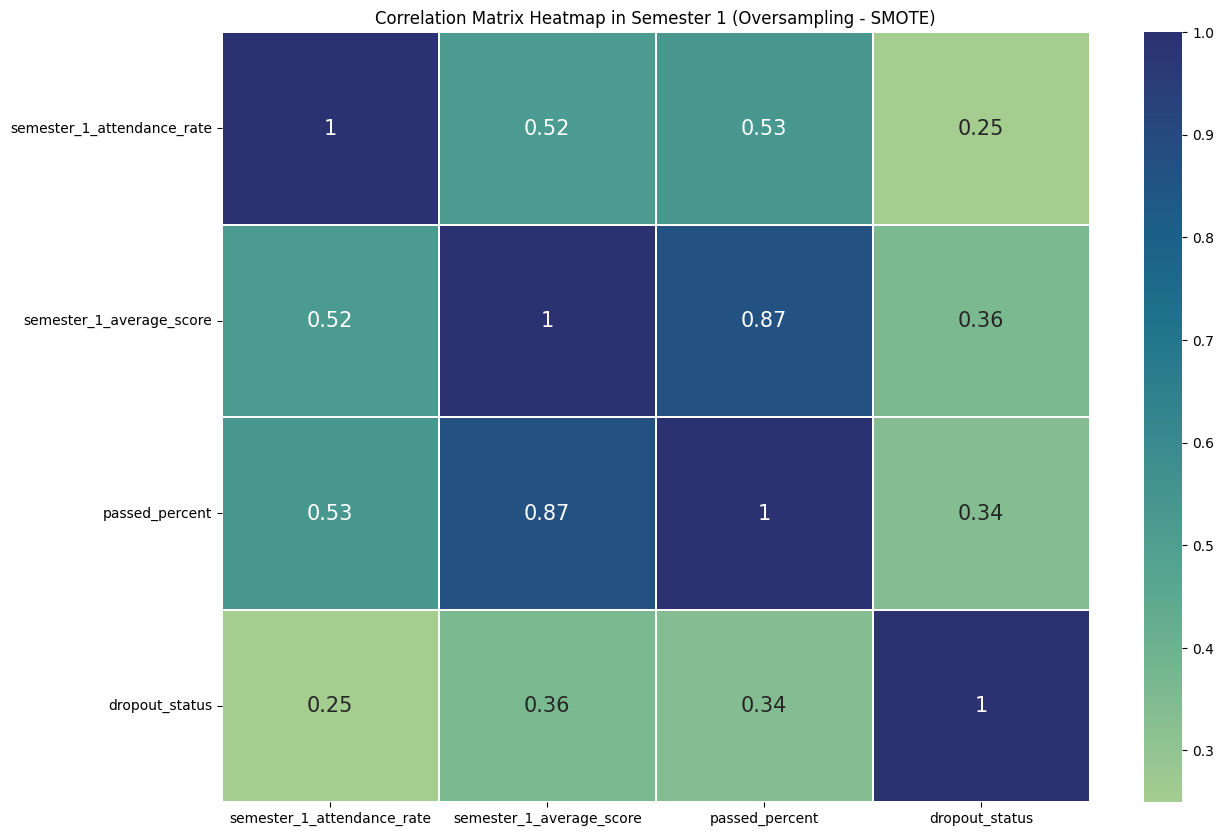 Correlation Matrix Heatmap in Semester 1 (Oversampling - SMOTE)
semester_1_attendance_rate 1 0.52 0.53 0.25
semester_1_average_score 0.52 1 0.87 0.36
passed_percent 0.53 0.87 1 0.34
dropout_status 0.25 0.36 0.34 1
semester_1_attendance_rate semester_1_average_score passed_percent dropout_status
1.0
0.9
0.8
0.7
0.6
0.5
0.4
0.3